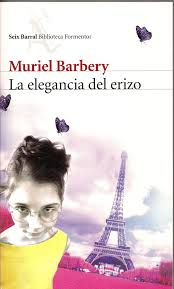 Seix Barral Biblioteca Formentor
Muriel Barbery
La elegancia del erizo